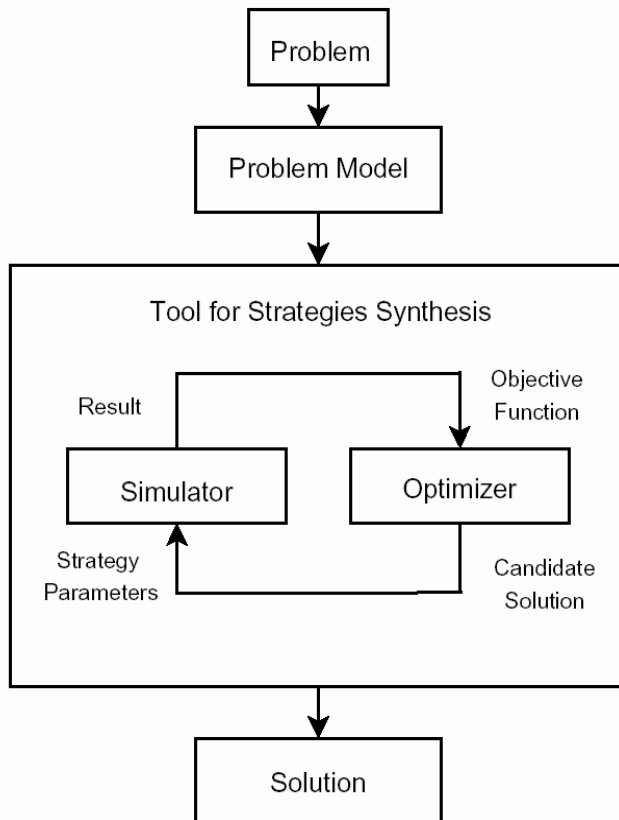 Problem
Problem Model
Tool for Strategies Synthesis
Result
Objective
Function
Simulator
Optimizer
Strategy
Parameters
Candidate
Solution
Solution